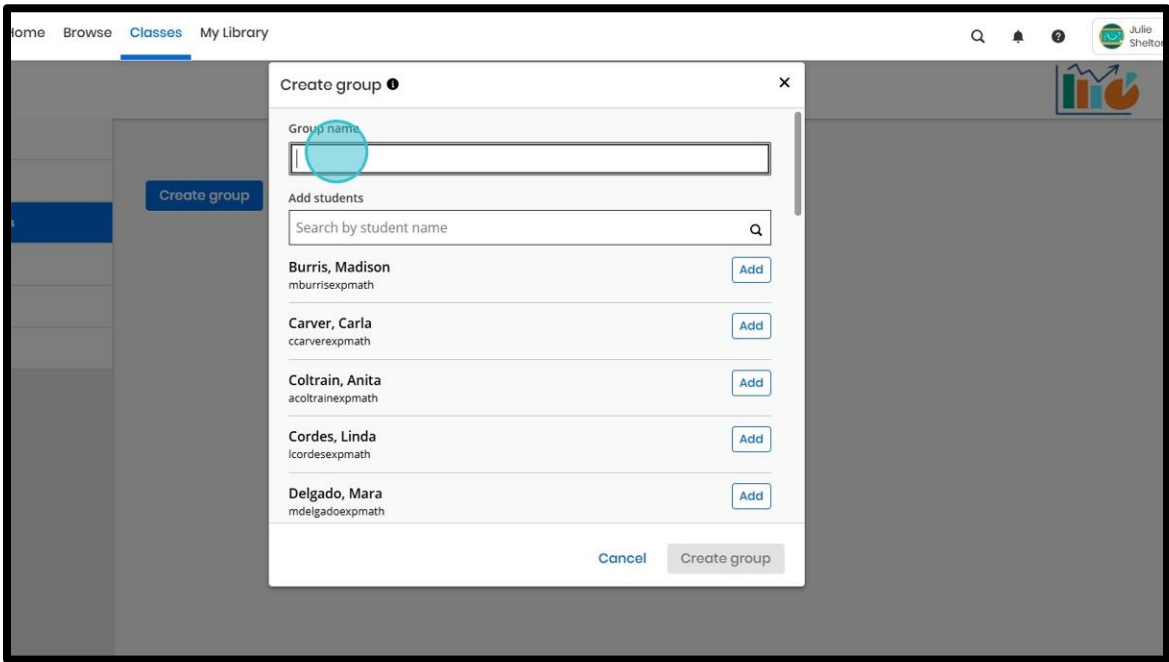 Home Browse Classes My Library
Julie
Shelton
Create group
Group name
Create group
Add students
Search by student name
Burris, Madison
Add
mburrisexpmath
Carver, Carla
Add
ccarverexpmath
Coltrain, Anita
Add
acoltrainexpmath
Cordes, Linda
Add
lcordesexpmath
Delgado, Mara
Add
mdelgadoexpmath
Cancel
Create group